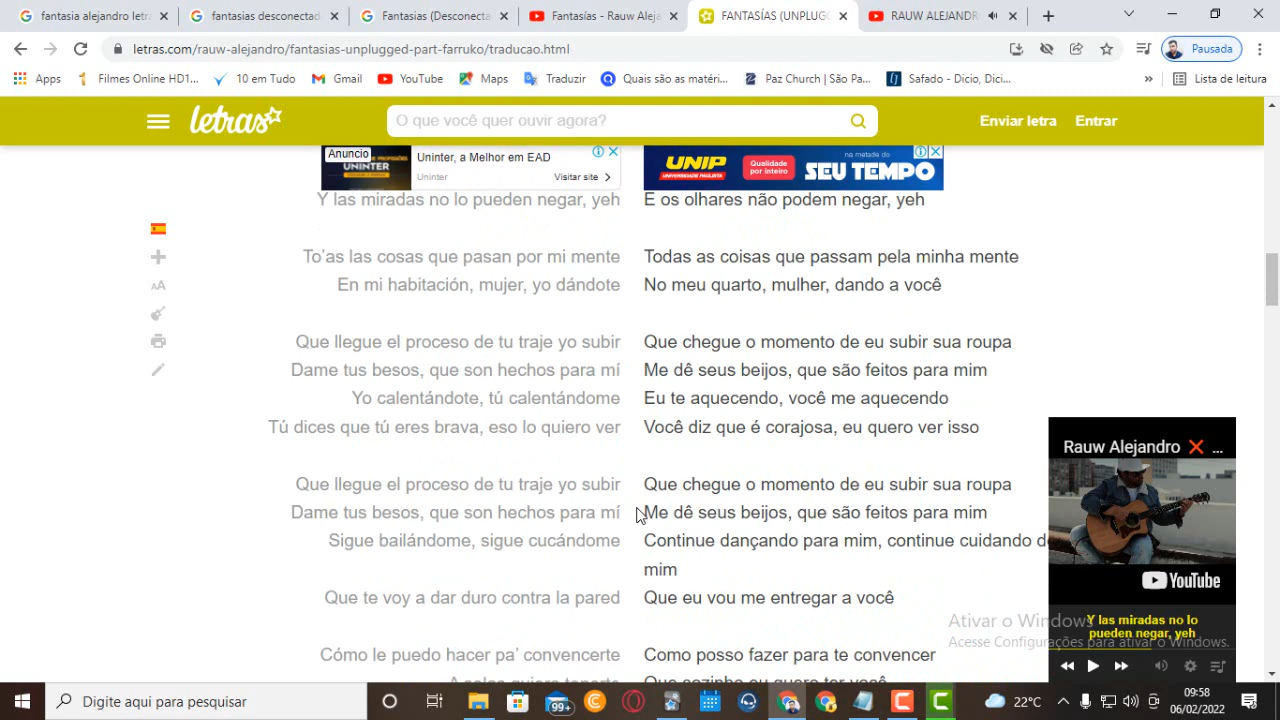 fantasia alejandro letra
fantasias desconectad
Fantasias (Desconecta
Fantasías - Rauw Aleja
FANTASÍAS (UNPLUGG
RAUW ALEJANDR
letras.com/rauw-alejandro/fantasias-unplugged-part-farruko/traducao.html
Pausada
Apps
Filmes Online HD1...
10 em Tudo
Gmail
YouTube
Maps
Traduzir
Quais são as matéri...
Paz Church | São Pa...
Safado - Dicio, Dici...
»
Lista de leitura
letras
O que você quer ouvir agora?
Enviar letra
Entrar
Anuncio
UNINTER
Uninter, a Melhor em EAD
Uninter
Visitar site
UNIP
UNIVERSIDADE PAULISTA
Qualidade
por inteiro
na metade do
SEU TEMPO
Y las miradas no lo pueden negar, yeh
E os olhares não podem negar, yeh
To'as las cosas que pasan por mi mente
Todas as coisas que passam pela minha mente
En mi habitación, mujer, yo dándote
No meu quarto, mulher, dando a você
AA
Que llegue el proceso de tu traje yo subir
Que chegue o momento de eu subir sua roupa
Dame tus besos, que son hechos para mí
Me dê seus beijos, que são feitos para mim
Yo calentándote, tú calentándome
Eu te aquecendo, você me aquecendo
Tú dices que tú eres brava, eso lo quiero ver
Você diz que é corajosa, eu quero ver isso
Que llegue el proceso de tu traje yo subir
Que chegue o momento de eu subir sua roupa
Dame tus besos, que son hechos para mí
Me dê seus beijos, que são feitos para mim
Sigue bailándome, sigue cucándome
Continue dançando para mim, continue cuidando d
mim
Que te voy a dar duro contra la pared
Que eu vou me entregar a você
Cómo le puedo hacer pa' convencerte
Como posso fazer para te convencer
Rauw Alejandro ❌ ...
YouTube
Y las miradas no lo
pueden negar, yeh
Ativar o Windows
Acesse Configurações para ativar o Windows.
Digite aqui para pesquisar
99+
22°C
09:58
06/02/2022